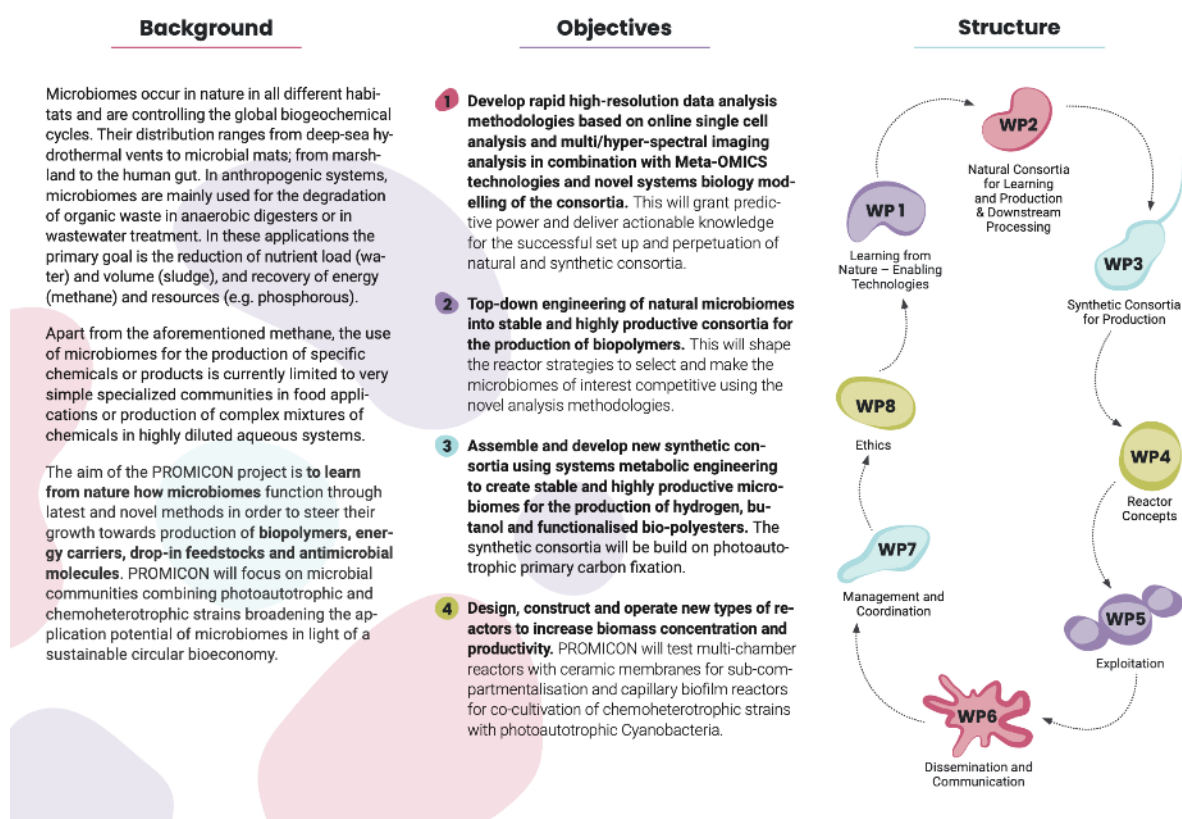 Background
Microbiomes occur in nature in all different habi-
tats and are controlling the global biogeochemical
cycles. Their distribution ranges from deep-sea hy-
drothermal vents to microbial mats; from marsh-
land to the human gut. In anthropogenic systems,
microbiomes are mainly used for the degradation
of organic waste in anaerobic digesters or in
wastewater treatment. In these applications the
primary goal is the reduction of nutrient load (wa-
ter) and volume (sludge), and recovery of energy
(methane) and resources (e.g. phosphorous).
Apart from the aforementioned methane, the use
of microbiomes for the production of specific
chemicals or products is currently limited to very
simple specialized communities in food appli-
cations or production of complex mixtures of
chemicals in highly diluted aqueous systems.
The aim of the PROMICON project is to learn
from nature how microbiomes function through
latest and novel methods in order to steer their
growth towards production of biopolymers, ener-
gy carriers, drop-in feedstocks and antimicrobial
molecules. PROMICON will focus on microbial
communities combining photoautotrophic and
chemoheterotrophic strains broadening the ap-
plication potential of microbiomes in light of a
sustainable circular bioeconomy.
Objectives
1 Develop rapid high-resolution data analysis
methodologies based on online single cell
analysis and multi/hyper-spectral imaging
analysis in combination with Meta-OMICS
technologies and novel systems biology mod-
elling of the consortia. This will grant predic-
tive power and deliver actionable knowledge
for the successful set up and perpetuation of
natural and synthetic consortia.
2 Top-down engineering of natural microbiomes
into stable and highly productive consortia for
the production of biopolymers. This will shape
the reactor strategies to select and make the
microbiomes of interest competitive using the
novel analysis methodologies.
3 Assemble and develop new synthetic con-
sortia using systems metabolic engineering
to create stable and highly productive micro-
biomes for the production of hydrogen, bu-
tanol and functionalised bio-polyesters. The
synthetic consortia will be build on photoauto-
trophic primary carbon fixation.
4 Design, construct and operate new types of re-
actors to increase biomass concentration and
productivity. PROMICON will test multi-chamber
reactors with ceramic membranes for sub-com-
partmentalisation and capillary biofilm reactors
for co-cultivation of chemoheterotrophic strains
with photoautotrophic Cyanobacteria.
Structure
WP 1
Learning from
Nature – Enabling
Technologies
WP2
Natural Consortia
for Learning
and Production
& Downstream
Processing
WP3
Synthetic Consortia
for Production
WP4
Reactor
Concepts
WP5
Exploitation
WP6
Dissemination and
Communication
WP7
Management and
Coordination
WP8
Ethics